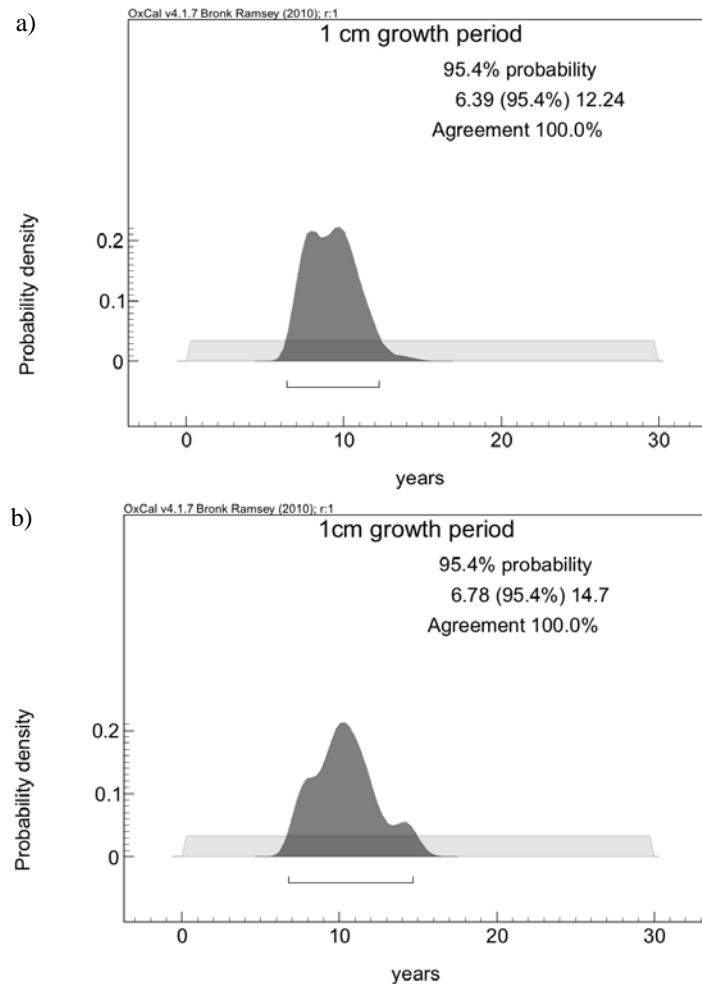 a)
OxCal v4.1.7 Bronk Ramsey (2010); r:1
1 cm growth period
95.4% probability
6.39 (95.4%) 12.24
Agreement 100.0%
Probability density
0.2
0.1
0
0 10 20 30
years
b)
OxCal v4.1.7 Bronk Ramsey (2010); r:1
1cm growth period
95.4% probability
6.78 (95.4%) 14.7
Agreement 100.0%
Probability density
0.2
0.1
0
0 10 20 30
years